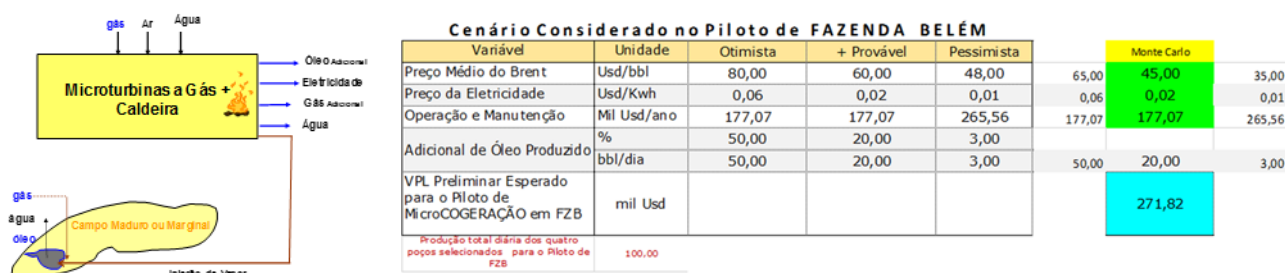 gás Ar Água
Óleo Adicional
Eletricidade
Gás Adicional
Água
Microturbinas a Gás +
Caldeira
gás
água
óleo
Campo Maduro ou Marginal
Cenário Considerado no Piloto de FAZENDA BELÉM
Variável Unidade Otimista + Provável Pessimista Monte Carlo
Preço Médio do Brent Usd/bbl 80,00 60,00 48,00 65,00 45,00 35,00
Preço da Eletricidade Usd/Kwh 0,06 0,02 0,01 0,06 0,02 0,01
Operação e Manutenção Mil Usd/ano 177,07 177,07 265,56 177,07 177,07 265,56
Adicional de Óleo Produzido % 50,00 20,00 3,00
bbl/dia 50,00 20,00 3,00 50,00 20,00 3,00
VPL Preliminar Esperado
para o Piloto de
MicroCOGERAÇÃO em FZB
mil Usd 271,82
Produção total diária dos quatro
poços selecionados para o Piloto de
FZB
100,00